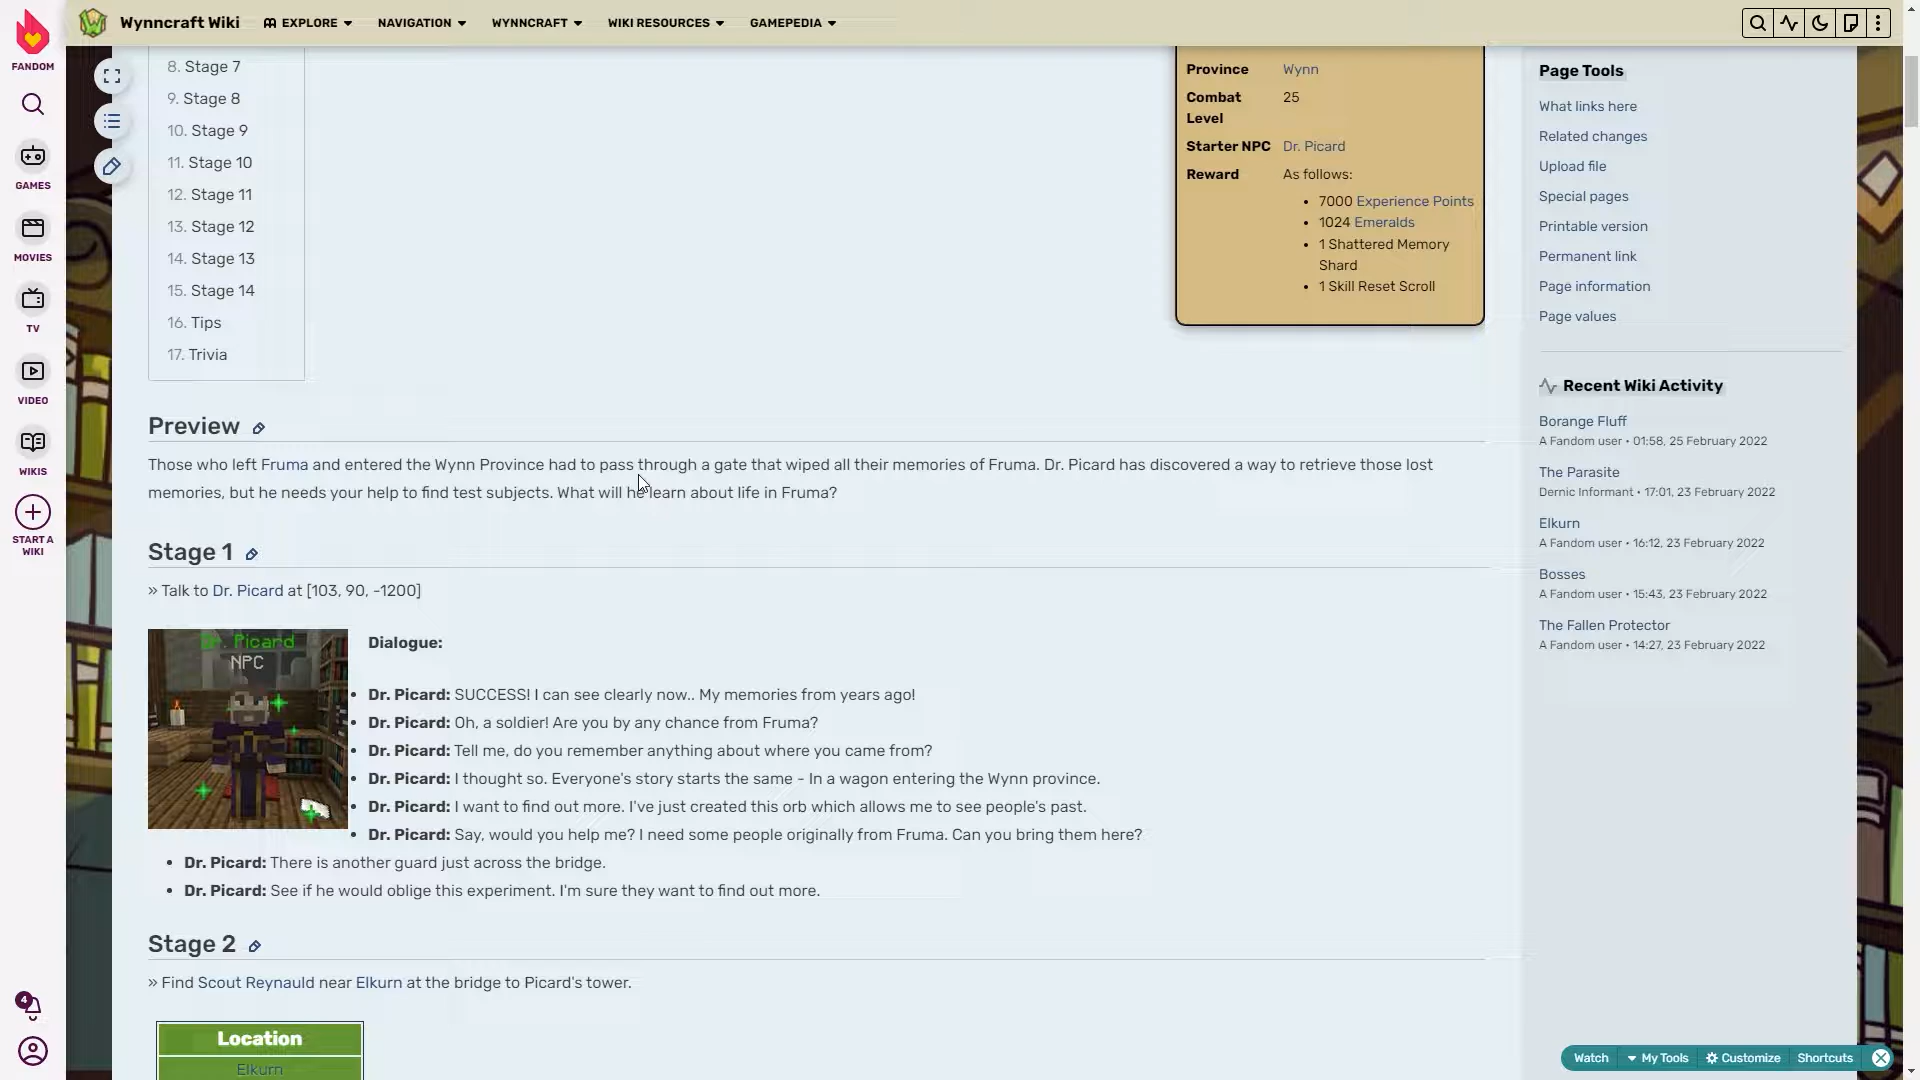 Wynncraft Wiki
EXPLORE
NAVIGATION
WYNNCRAFT
WIKI RESOURCES
GAMEPEDIA
FANDOM
GAMES
MOVIES
TV
VIDEO
WIKIS
START A
WIKI
4
8. Stage 7
9. Stage 8
10. Stage 9
11. Stage 10
12. Stage 11
13. Stage 12
14. Stage 13
15. Stage 14
16. Tips
17. Trivia
Province Wynn
Combat 25
Level
Starter NPC Dr. Picard
Reward As follows:
• 7000 Experience Points
• 1024 Emeralds
• 1 Shattered Memory
Shard
• 1 Skill Reset Scroll
Preview
Those who left Fruma and entered the Wynn Province had to pass through a gate that wiped all their memories of Fruma. Dr. Picard has discovered a way to retrieve those lost
memories, but he needs your help to find test subjects. What will he learn about life in Fruma?
Stage 1
» Talk to Dr. Picard at [103, 90, -1200]
Dr. Picard
NPC
Dialogue:
• Dr. Picard: SUCCESS! I can see clearly now.. My memories from years ago!
• Dr. Picard: Oh, a soldier! Are you by any chance from Fruma?
• Dr. Picard: Tell me, do you remember anything about where you came from?
• Dr. Picard: I thought so. Everyone's story starts the same - In a wagon entering the Wynn province.
• Dr. Picard: I want to find out more. I've just created this orb which allows me to see people's past.
• Dr. Picard: Say, would you help me? I need some people originally from Fruma. Can you bring them here?
• Dr. Picard: There is another guard just across the bridge.
• Dr. Picard: See if he would oblige this experiment. I'm sure they want to find out more.
Stage 2
» Find Scout Reynauld near Elkurn at the bridge to Picard's tower.
Location
Elkurn
Page Tools
What links here
Related changes
Upload file
Special pages
Printable version
Permanent link
Page information
Page values
Recent Wiki Activity
Borange Fluff
A Fandom user • 01:58, 25 February 2022
The Parasite
Dernic Informant • 17:01, 23 February 2022
Elkurn
A Fandom user • 16:12, 23 February 2022
Bosses
A Fandom user • 15:43, 23 February 2022
The Fallen Protector
A Fandom user • 14:27, 23 February 2022
Watch
My Tools
Customize
Shortcuts